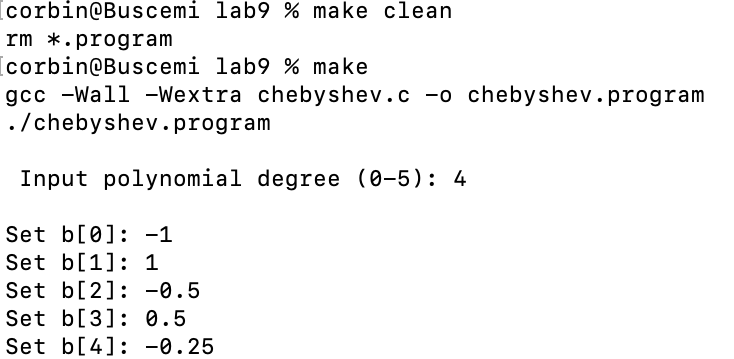 [corbin@Buscemi lab9 % make clean
rm *.program
[corbin@Buscemi lab9 % make
gcc -Wall -Wextra chebyshev.c -o chebyshev.program
./chebyshev.program
Input polynomial degree (0-5): 4
Set b[0]: -1
Set b[1]: 1
Set b[2]: -0.5
Set b[3]: 0.5
Set b[4]: -0.25